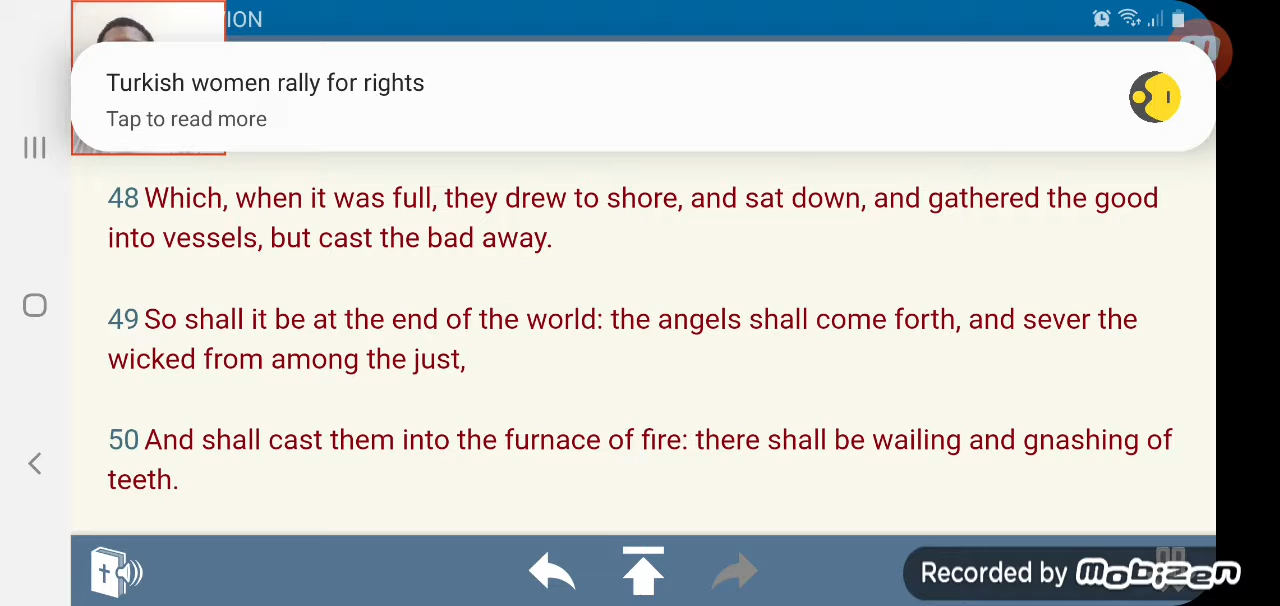 ION
Turkish women rally for rights
Tap to read more
48 Which, when it was full, they drew to shore, and sat down, and gathered the good
into vessels, but cast the bad away.
49 So shall it be at the end of the world: the angels shall come forth, and sever the
wicked from among the just,
50 And shall cast them into the furnace of fire: there shall be wailing and gnashing of
teeth.
Recorded by Mobizen